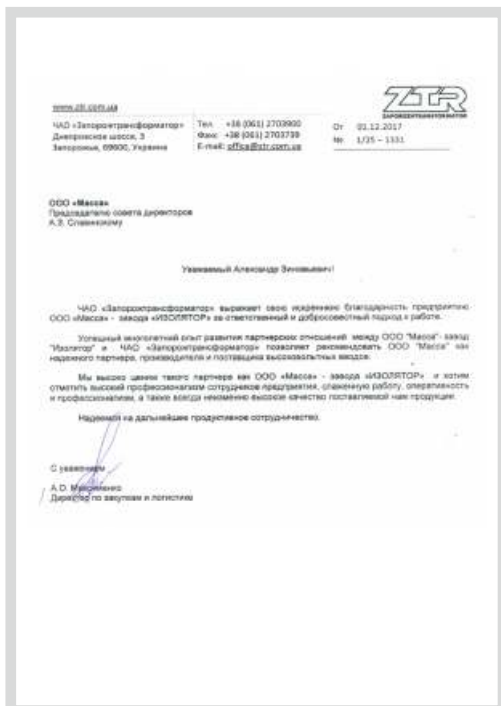 ZTR
ZAPOROZHTRANSFORMATOR
www.ztr.com.ua
ЧАО «Запорожтрансформатор»
Днепровское шоссе, 3
Запорожье, 69600, Украина
Тел. +38 (061) 2703900
Факс +38 (061) 2703739
E-mail: office@ztr.com.ua
От 01.12.2017
№ 1/25 – 1331
ООО «Масса»
Председателю совета директоров
А.З. Славинскому
Уважаемый Александр Зиновьевич!
ЧАО «Запорожтрансформатор» выражает свою искреннюю благодарность предприятию
ООО «Масса» - завода «ИЗОЛЯТОР» за ответственный и добросовестный подход к работе.
Успешный многолетний опыт развития партнерских отношений между ООО "Масса"- завод
"Изолятор" и ЧАО «Запорожтрансформатор» позволяет рекомендовать ООО "Масса" как
надежного партнера, производителя и поставщика высоковольтных вводов.
Мы высоко ценим такого партнера как ООО «Масса» - завода «ИЗОЛЯТОР» и хотим
отметить высокий профессионализм сотрудников предприятия, слаженную работу, оперативность
и профессионализм, а также всегда неизменно высокое качество поставляемой нам продукции.
Надеемся на дальнейшее продуктивное сотрудничество.
С уважением
А.О. Максименко
Директор по закупкам и логистике